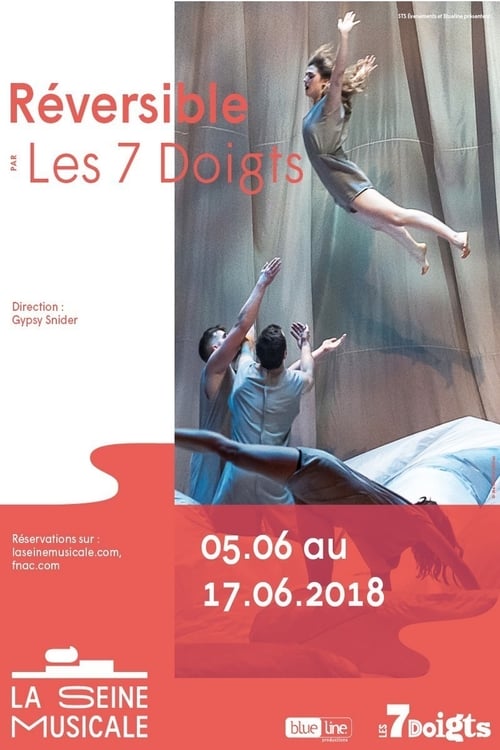 STS Evenements et Blueline présentent
Réversible
PAR Les 7 Doigts
Direction :
Gypsy Snider
Réservations sur :
laseinemusicale.com,
fnac.com
05.06 au
17.06.2018
LA SEINE
MUSICALE
blue line
productions
LES 7 DOIGTS